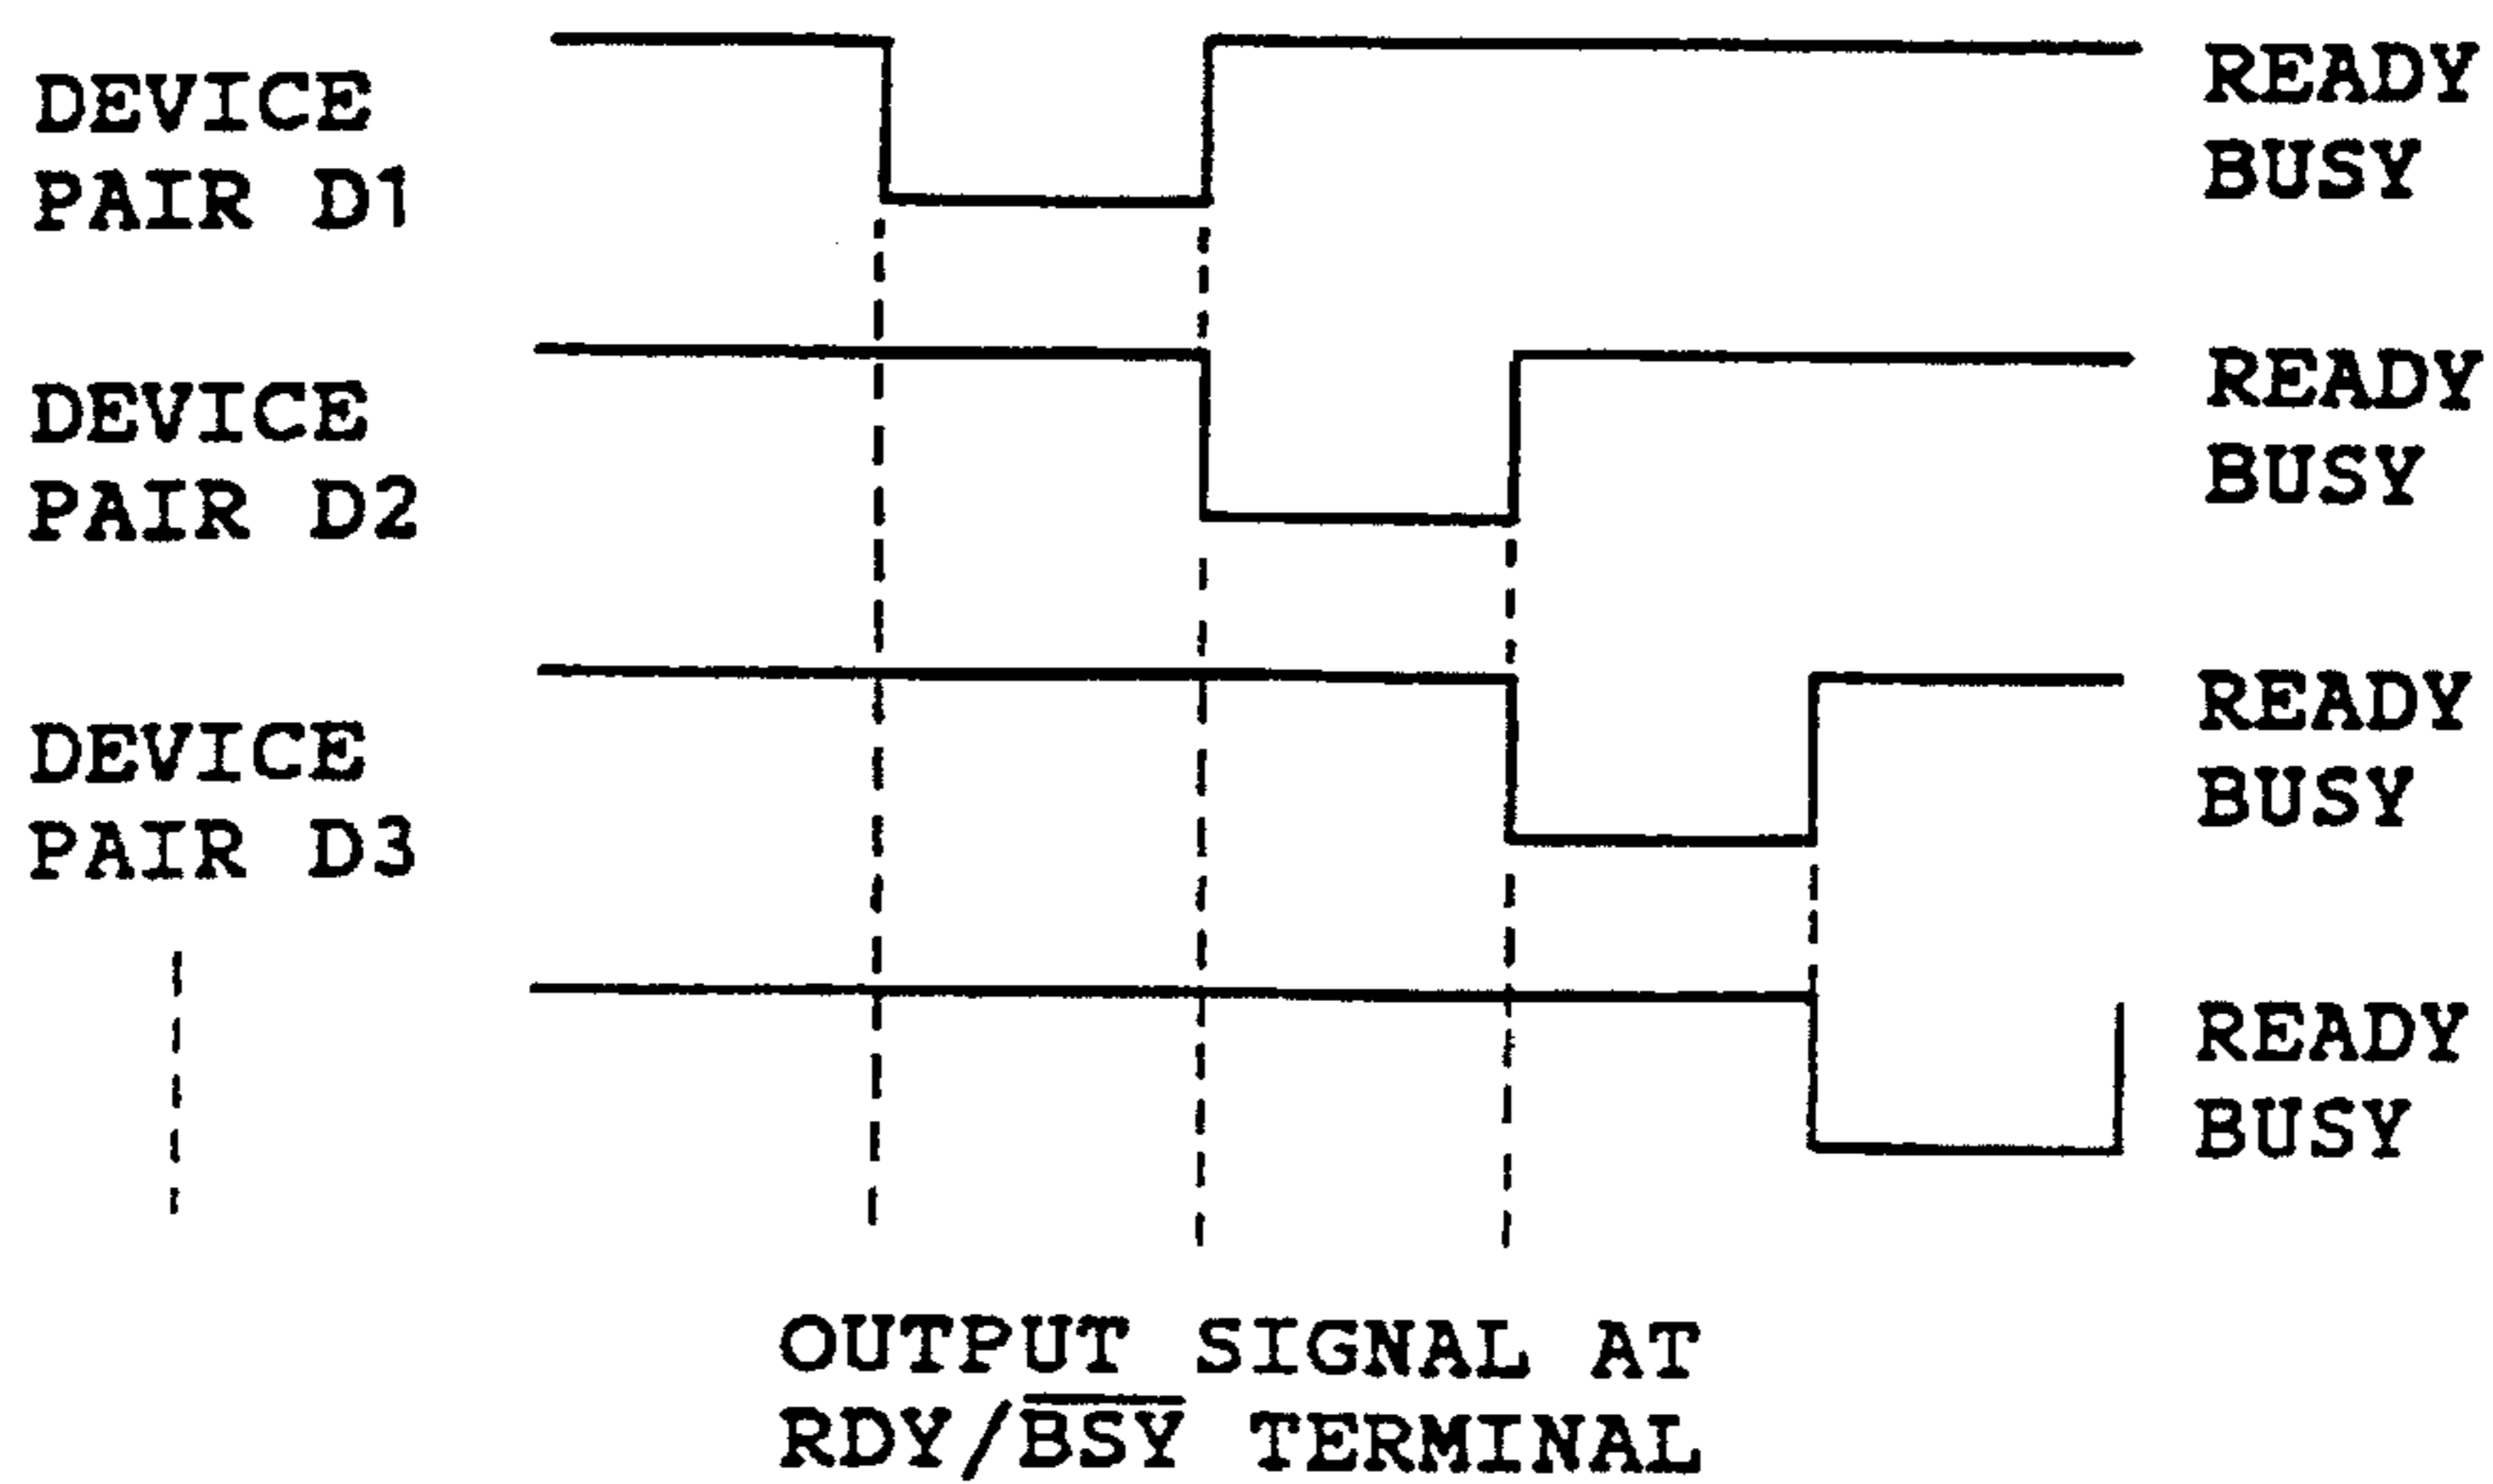 DEVICE
PAIR D1
READY
BUSY
DEVICE
PAIR D2
READY
BUSY
DEVICE
PAIR D3
READY
BUSY
READY
BUSY
OUTPUT SIGNAL AT
RDY/B̅S̅Y̅ TERMINAL